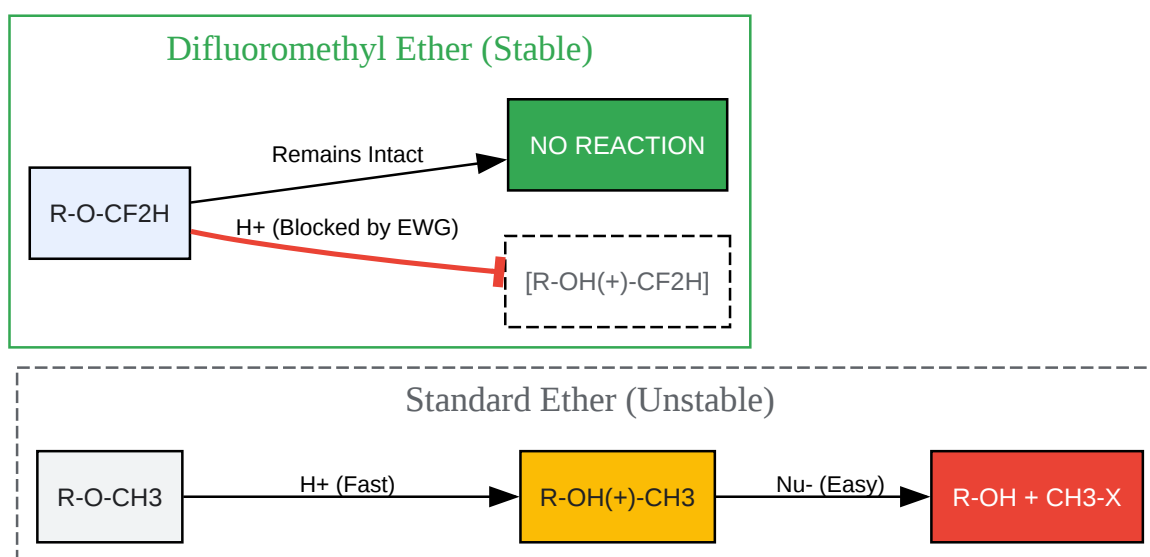 Difluoromethyl Ether (Stable)
NO REACTION
Remains Intact
R-O-CF2H
H+ (Blocked by EWG)
[R-OH(+)-CF2H]
Standard Ether (Unstable)
R-O-CH3
H+ (Fast)
R-OH(+)-CH3
Nu- (Easy)
R-OH + CH3-X